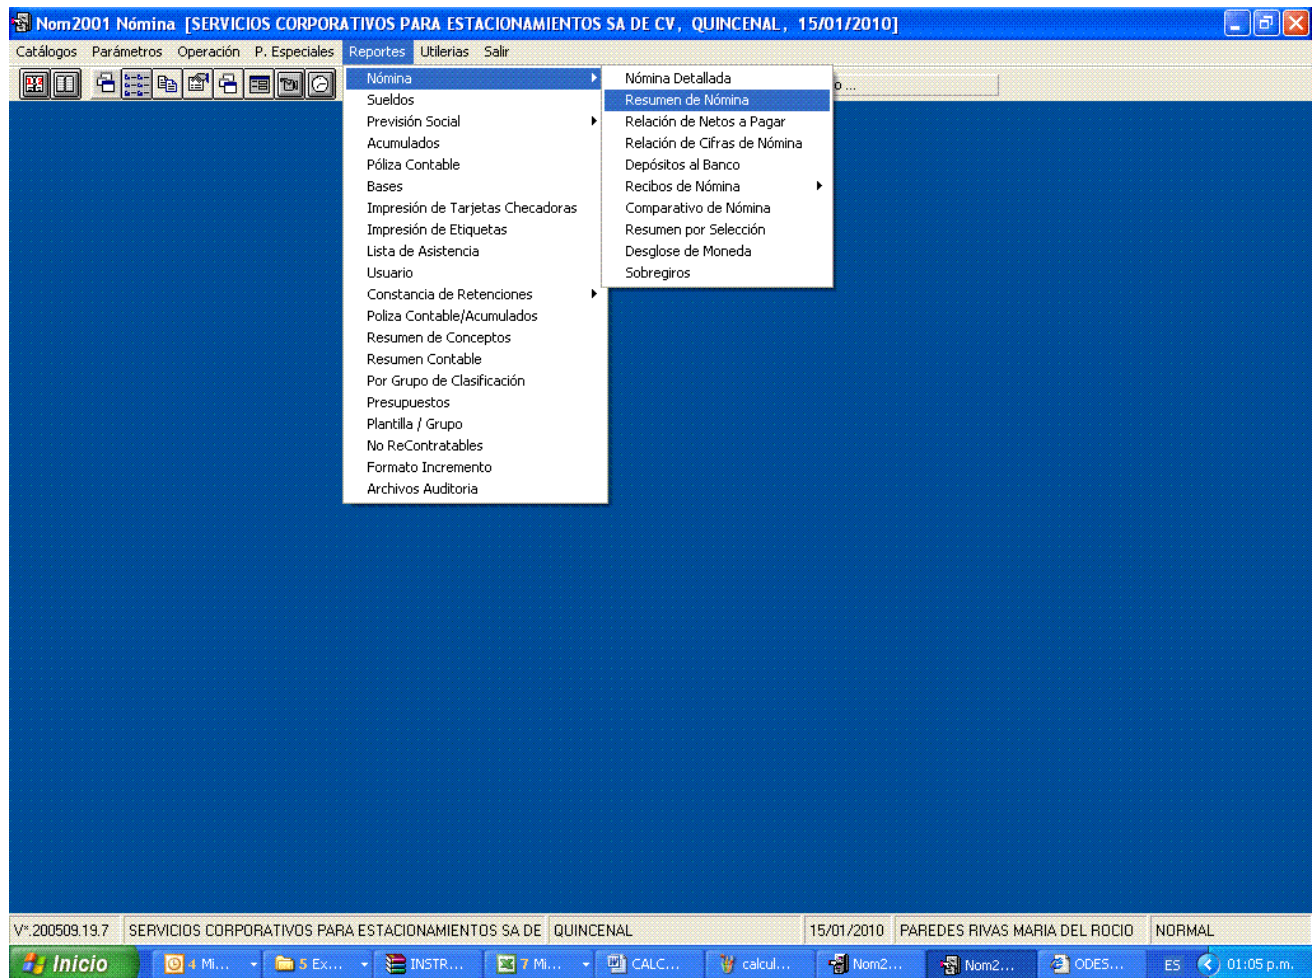 Nom2001 Nómina [SERVICIOS CORPORATIVOS PARA ESTACIONAMIENTOS SA DE CV, QUINCENAL, 15/01/2010]
Catálogos Parámetros Operación P. Especiales Reportes Utilerias Salir
o ...
Nómina
Sueldos
Previsión Social
Acumulados
Póliza Contable
Bases
Impresión de Tarjetas Checadoras
Impresión de Etiquetas
Lista de Asistencia
Usuario
Constancia de Retenciones
Poliza Contable/Acumulados
Resumen de Conceptos
Resumen Contable
Por Grupo de Clasificación
Presupuestos
Plantilla / Grupo
No ReContratables
Formato Incremento
Archivos Auditoria
Nómina Detallada
Resumen de Nómina
Relación de Netos a Pagar
Relación de Cifras de Nómina
Depósitos al Banco
Recibos de Nómina
Comparativo de Nómina
Resumen por Selección
Desglose de Moneda
Sobregiros
V*.200509.19.7 SERVICIOS CORPORATIVOS PARA ESTACIONAMIENTOS SA DE QUINCENAL 15/01/2010 PAREDES RIVAS MARIA DEL ROCIO NORMAL
Inicio 4 Mi... 5 Ex... INSTR... 7 Mi... CALC... calcul... Nom2... Nom2... ODES... ES 01:05 p.m.